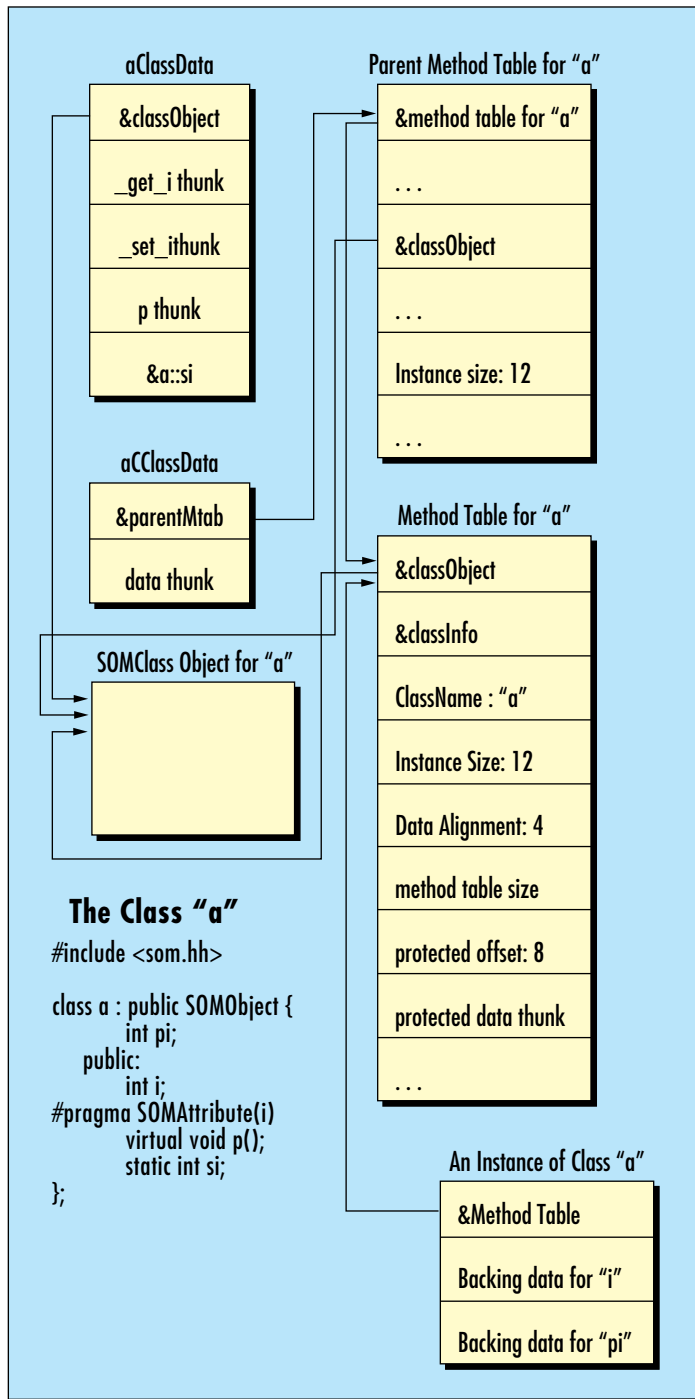 aClassData
&classObject
_get_i thunk
_set_ithunk
p thunk
&a::si
aCClassData
&parentMtab
data thunk
SOMClass Object for “a”
Parent Method Table for “a”
&method table for “a”
. . .
&classObject
. . .
Instance size: 12
. . .
Method Table for “a”
&classObject
&classInfo
ClassName : “a”
Instance Size: 12
Data Alignment: 4
method table size
protected offset: 8
protected data thunk
. . .
The Class “a”
#include <som.hh>
class a : public SOMObject {
int pi;
public:
int i;
#pragma SOMAttribute(i)
virtual void p();
static int si;
};
An Instance of Class “a”
&Method Table
Backing data for “i”
Backing data for “pi”